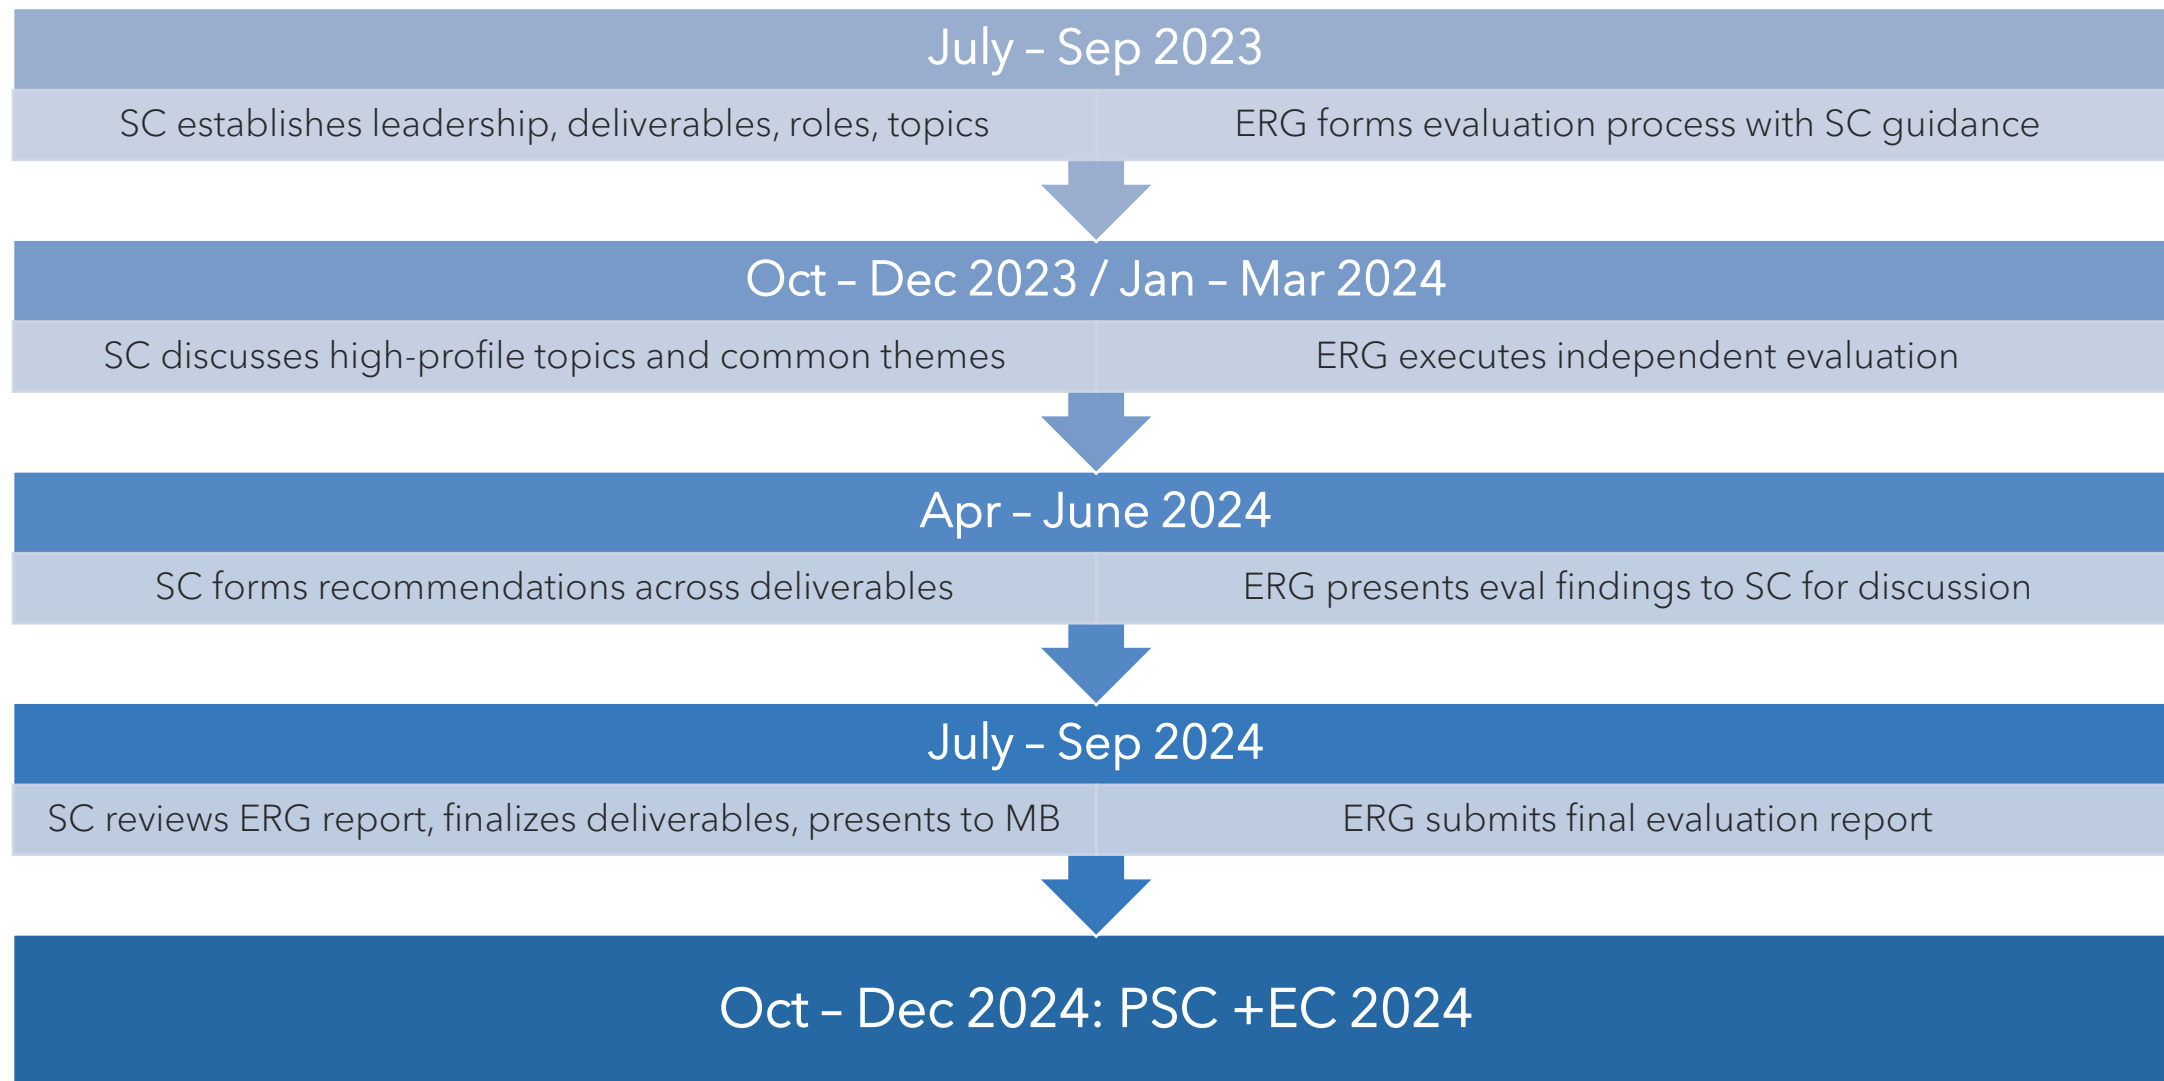 July – Sep 2023
SC establishes leadership, deliverables, roles, topics
ERG forms evaluation process with SC guidance
Oct – Dec 2023 / Jan – Mar 2024
SC discusses high-profile topics and common themes
ERG executes independent evaluation
Apr – June 2024
SC forms recommendations across deliverables
ERG presents eval findings to SC for discussion
July – Sep 2024
SC reviews ERG report, finalizes deliverables, presents to MB
ERG submits final evaluation report
Oct – Dec 2024: PSC +EC 2024